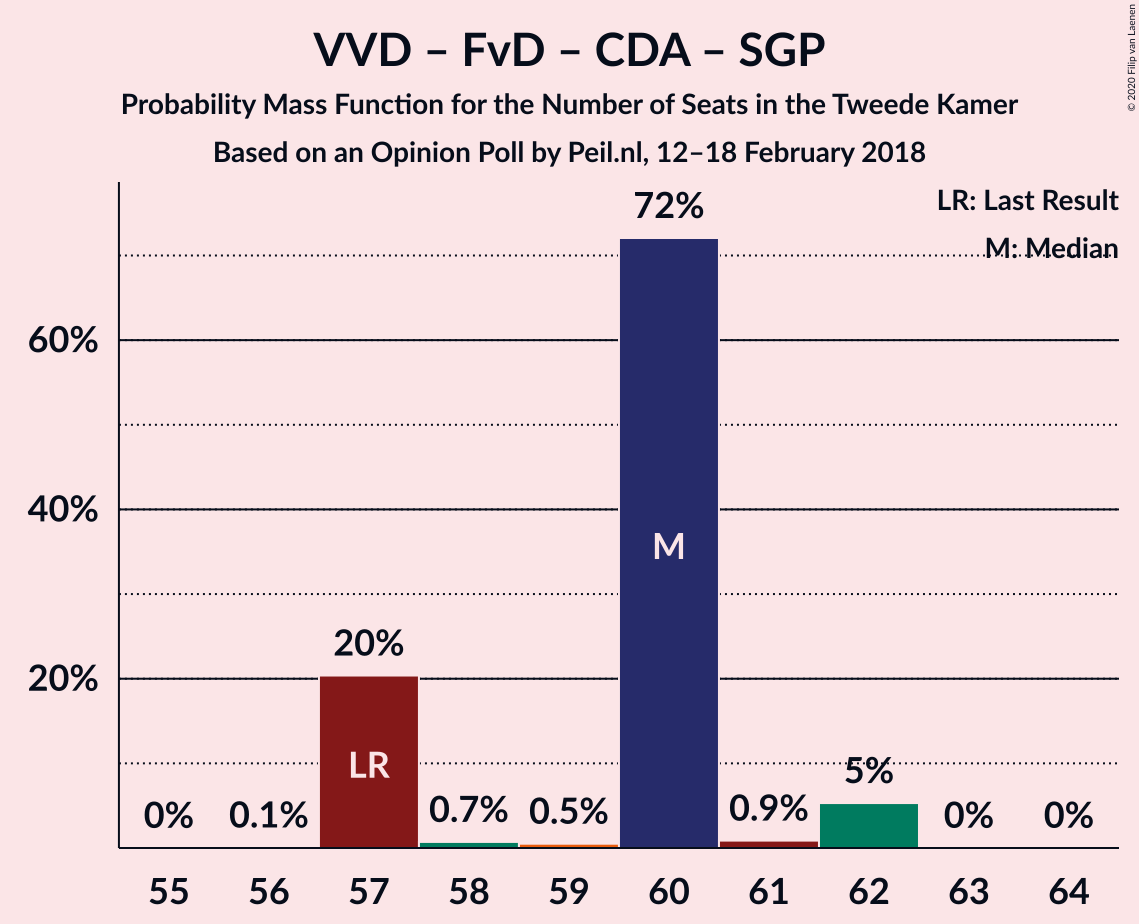 VVD – FvD – CDA – SGP
Probability Mass Function for the Number of Seats in the Tweede Kamer
Based on an Opinion Poll by Peil.nl, 12–18 February 2018
© 2020 Filip van Laenen
LR: Last Result
M: Median
72%
60%
40%
M
20%
20%
LR
0%
0.1%
0.7%
0.5%
0.9%
5%
0%
0%
55 56 57 58 59 60 61 62 63 64